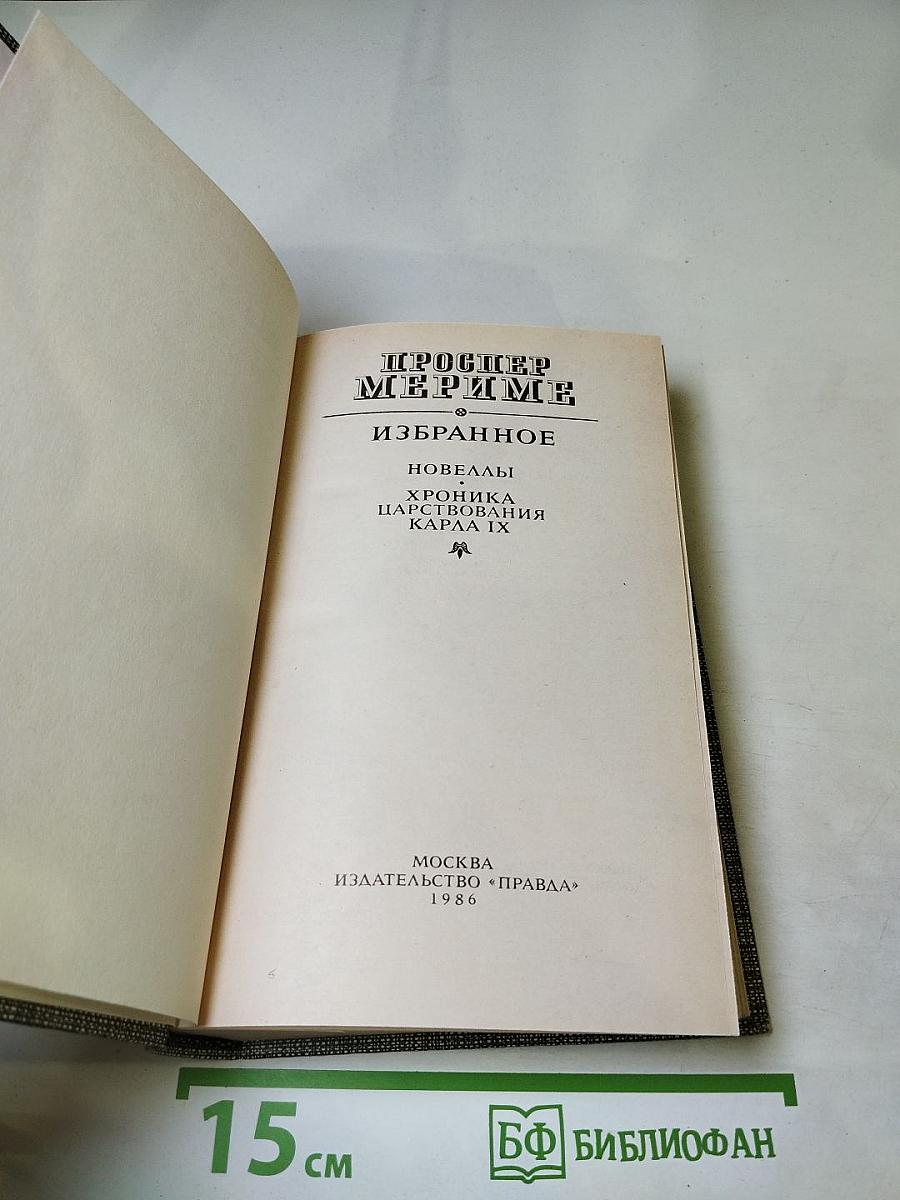 ПРОСПЕР
МЕРИМЕ
ИЗБРАННОЕ
НОВЕЛЛЫ
ХРОНИКА
ЦАРСТВОВАНИЯ
КАРЛА IX
МОСКВА
ИЗДАТЕЛЬСТВО «ПРАВДА»
1986
15 см
БФ БИБЛИОФАН